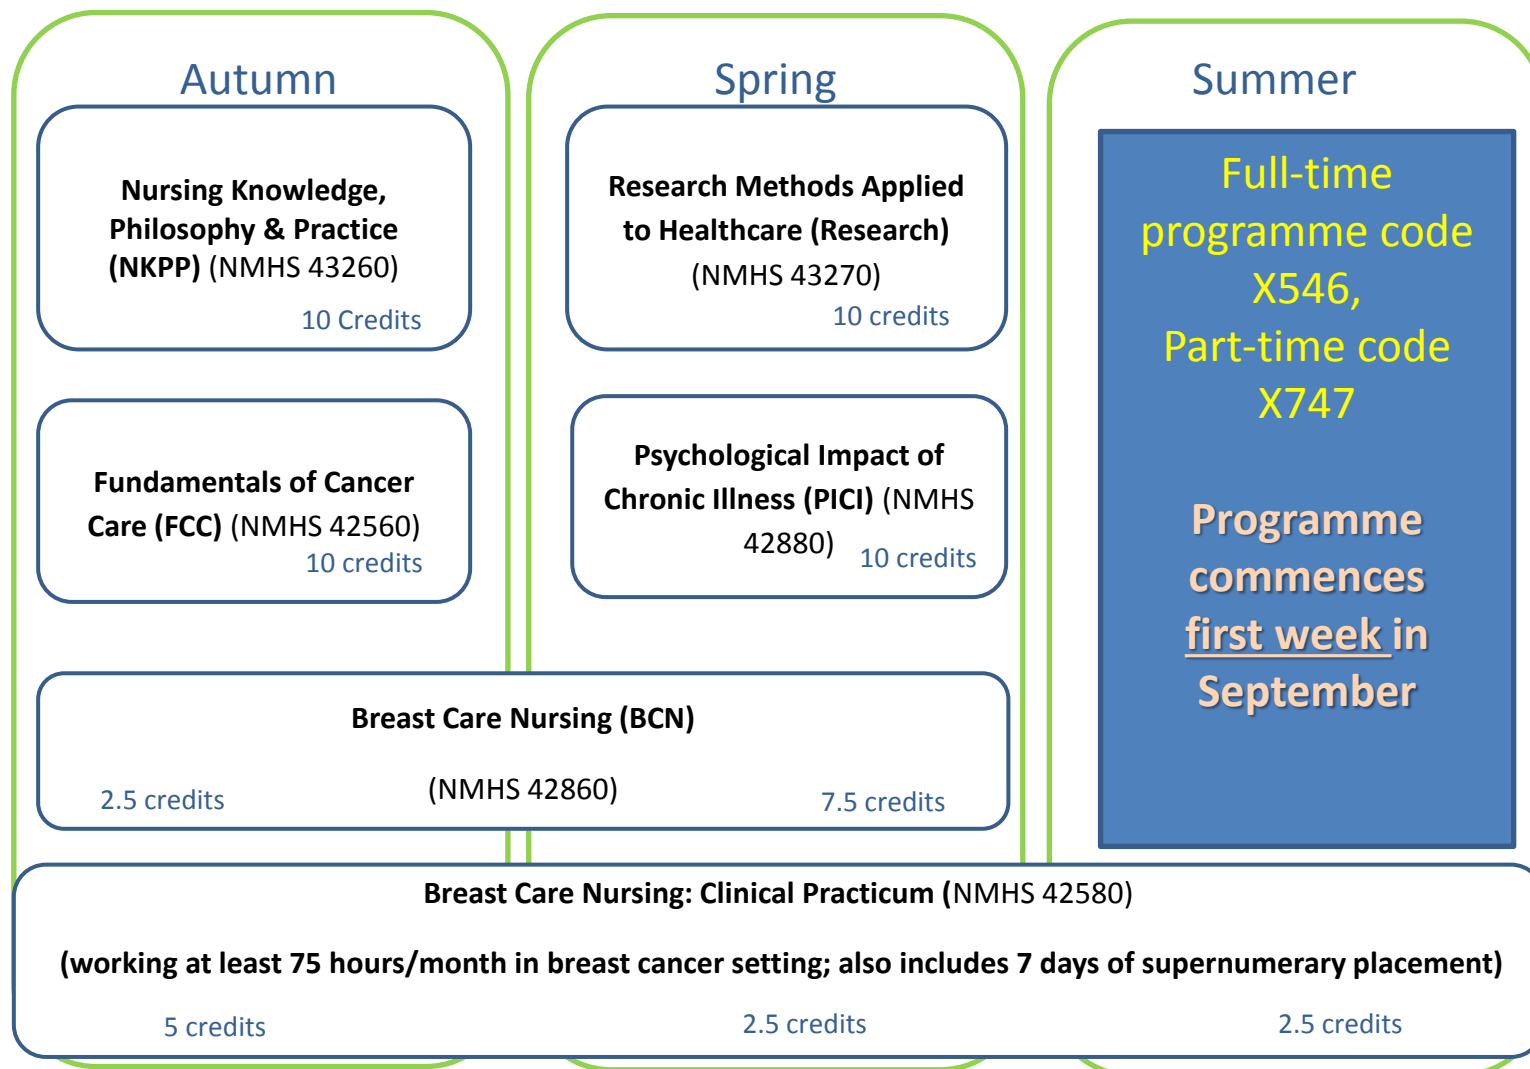 Autumn
Nursing Knowledge,
Philosophy & Practice
(NKPP) (NMHS 43260)
10 Credits
Fundamentals of Cancer
Care (FCC) (NMHS 42560)
10 credits
Spring
Research Methods Applied
to Healthcare (Research)
(NMHS 43270)
10 credits
Psychological Impact of
Chronic Illness (PICI) (NMHS
42880)
10 credits
Summer
Full-time
programme code
X546,
Part-time code
X747
Programme
commences
first week in
September
Breast Care Nursing (BCN)
(NMHS 42860)
2.5 credits
7.5 credits
Breast Care Nursing: Clinical Practicum (NMHS 42580)
(working at least 75 hours/month in breast cancer setting; also includes 7 days of supernumerary placement)
5 credits
2.5 credits
2.5 credits